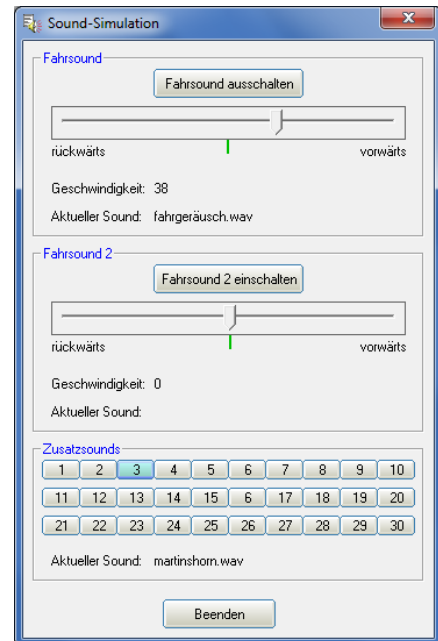 Sound-Simulation
Fahrsound
Fahrsound ausschalten
rückwärts vorwärts
Geschwindigkeit: 38
Aktueller Sound: fahrgeräusch.wav
Fahrsound 2
Fahrsound 2 einschalten
rückwärts vorwärts
Geschwindigkeit: 0
Aktueller Sound:
Zusatzsounds
1 2 3 4 5 6 7 8 9 10
11 12 13 14 15 6 17 18 19 20
21 22 23 24 25 26 27 28 29 30
Aktueller Sound: martinshorn.wav
Beenden